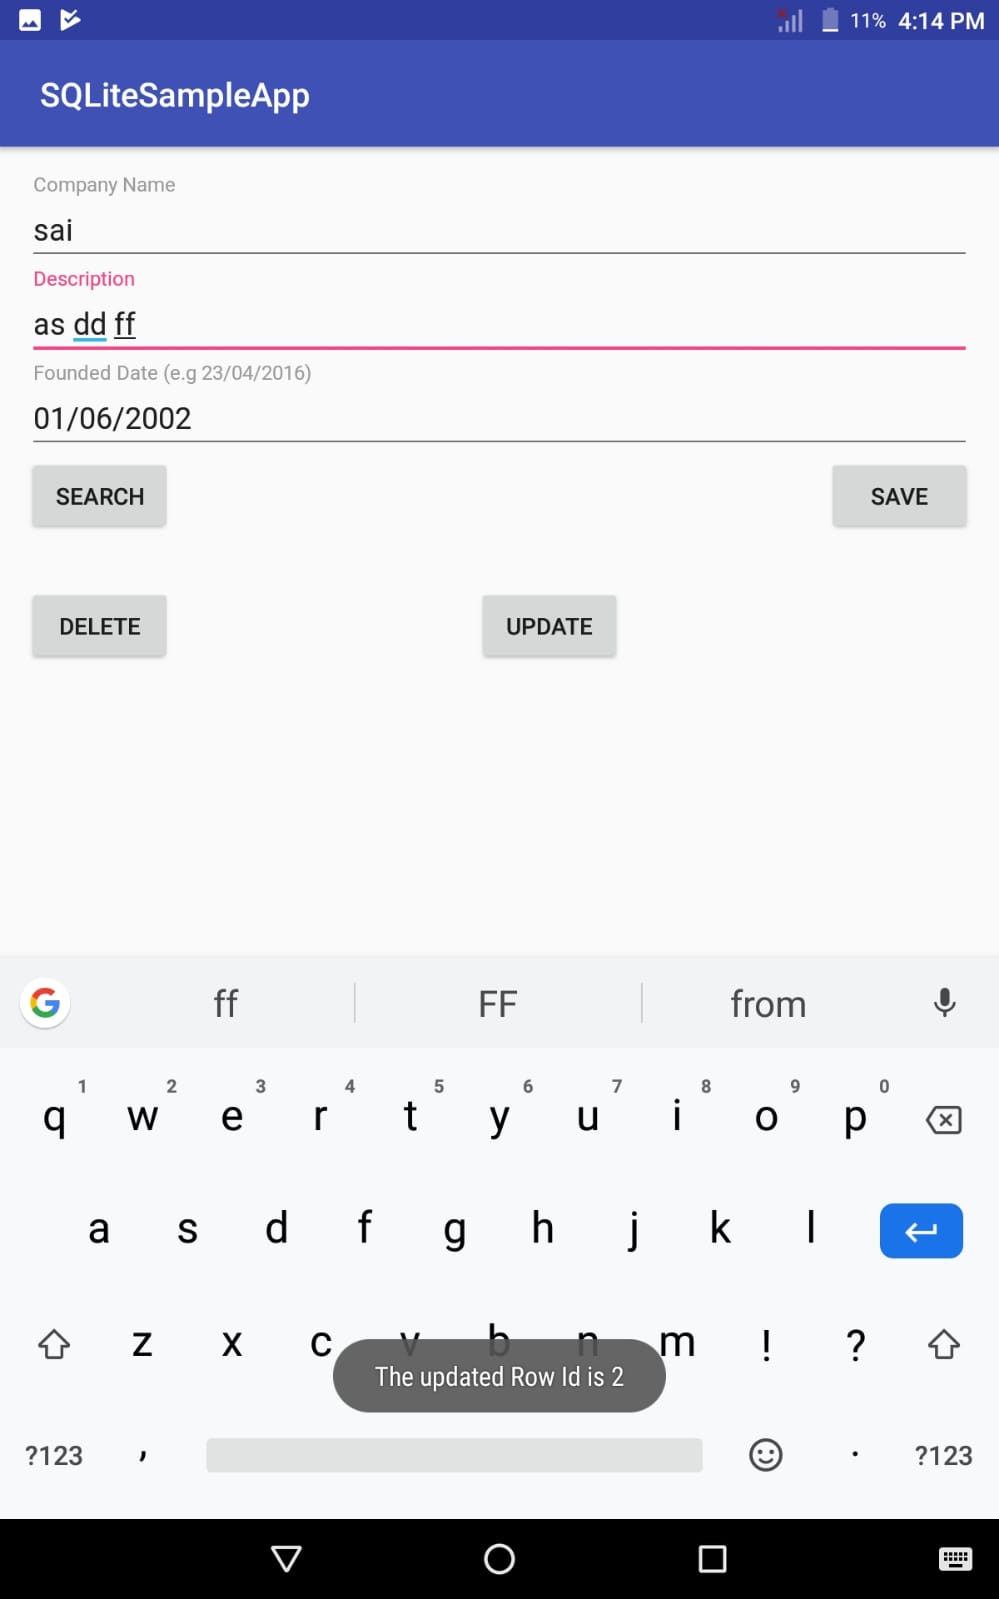 11% 4:14 PM
SQLiteSampleApp
Company Name
sai
Description
as dd ff
Founded Date (e.g 23/04/2016)
01/06/2002
SEARCH SAVE
DELETE UPDATE
G ff FF from
1 2 3 4 5 6 7 8 9 0
q w e r t y u i o p
a s d f g h j k l
z x c v b n m ! ?
The updated Row Id is 2
?123 , . ?123